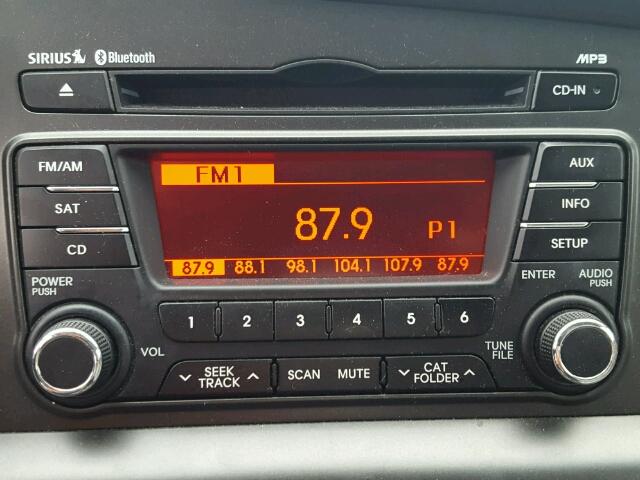 SIRIUS Bluetooth MP3
CD-IN
FM/AM AUX
FM1
SAT INFO
87.9 P1
CD SETUP
87.9 88.1 98.1 104.1 107.9 87.9
POWER PUSH ENTER AUDIO PUSH
1 2 3 4 5 6
VOL TUNE FILE
SEEK TRACK SCAN MUTE CAT FOLDER